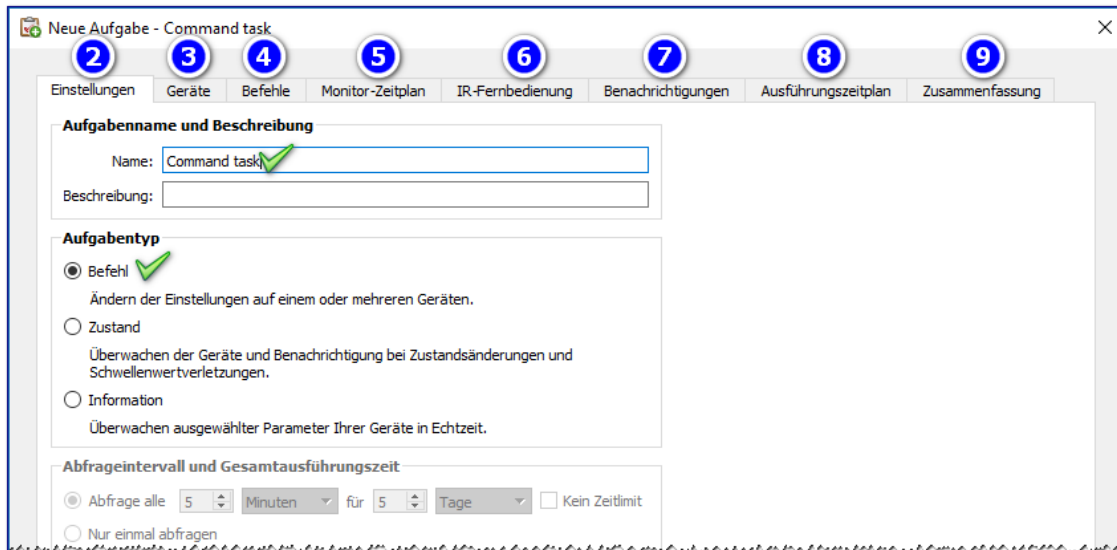 Neue Aufgabe - Command task
2 3 4 5 6 7 8 9
Einstellungen Geräte Befehle Monitor-Zeitplan IR-Fernbedienung Benachrichtigungen Ausführungszeitplan Zusammenfassung
Aufgabenname und Beschreibung
Name: Command task
Beschreibung:
Aufgabentyp
Befehl
Ändern der Einstellungen auf einem oder mehreren Geräten.
Zustand
Überwachen der Geräte und Benachrichtigung bei Zustandsänderungen und
Schwellenwertverletzungen.
Information
Überwachen ausgewählter Parameter Ihrer Geräte in Echtzeit.
Abfrageintervall und Gesamtausführungszeit
Abfrage alle 5 Minuten für 5 Tage Kein Zeitlimit
Nur einmal abfragen